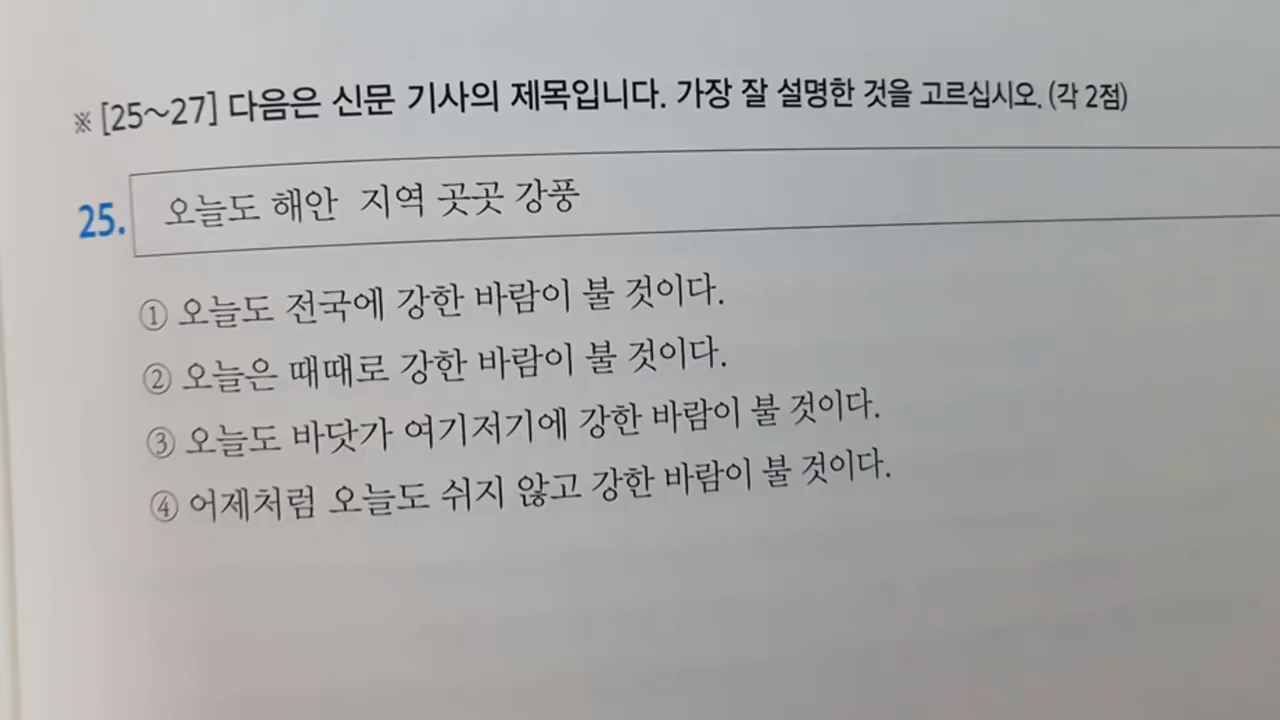 ※ [25～27] 다음은 신문 기사의 제목입니다. 가장 잘 설명한 것을 고르십시오. (각 2점)
25. 오늘도 해안 지역 곳곳 강풍
① 오늘도 전국에 강한 바람이 불 것이다.
② 오늘은 때때로 강한 바람이 불 것이다.
③ 오늘도 바닷가 여기저기에 강한 바람이 불 것이다.
④ 어제처럼 오늘도 쉬지 않고 강한 바람이 불 것이다.